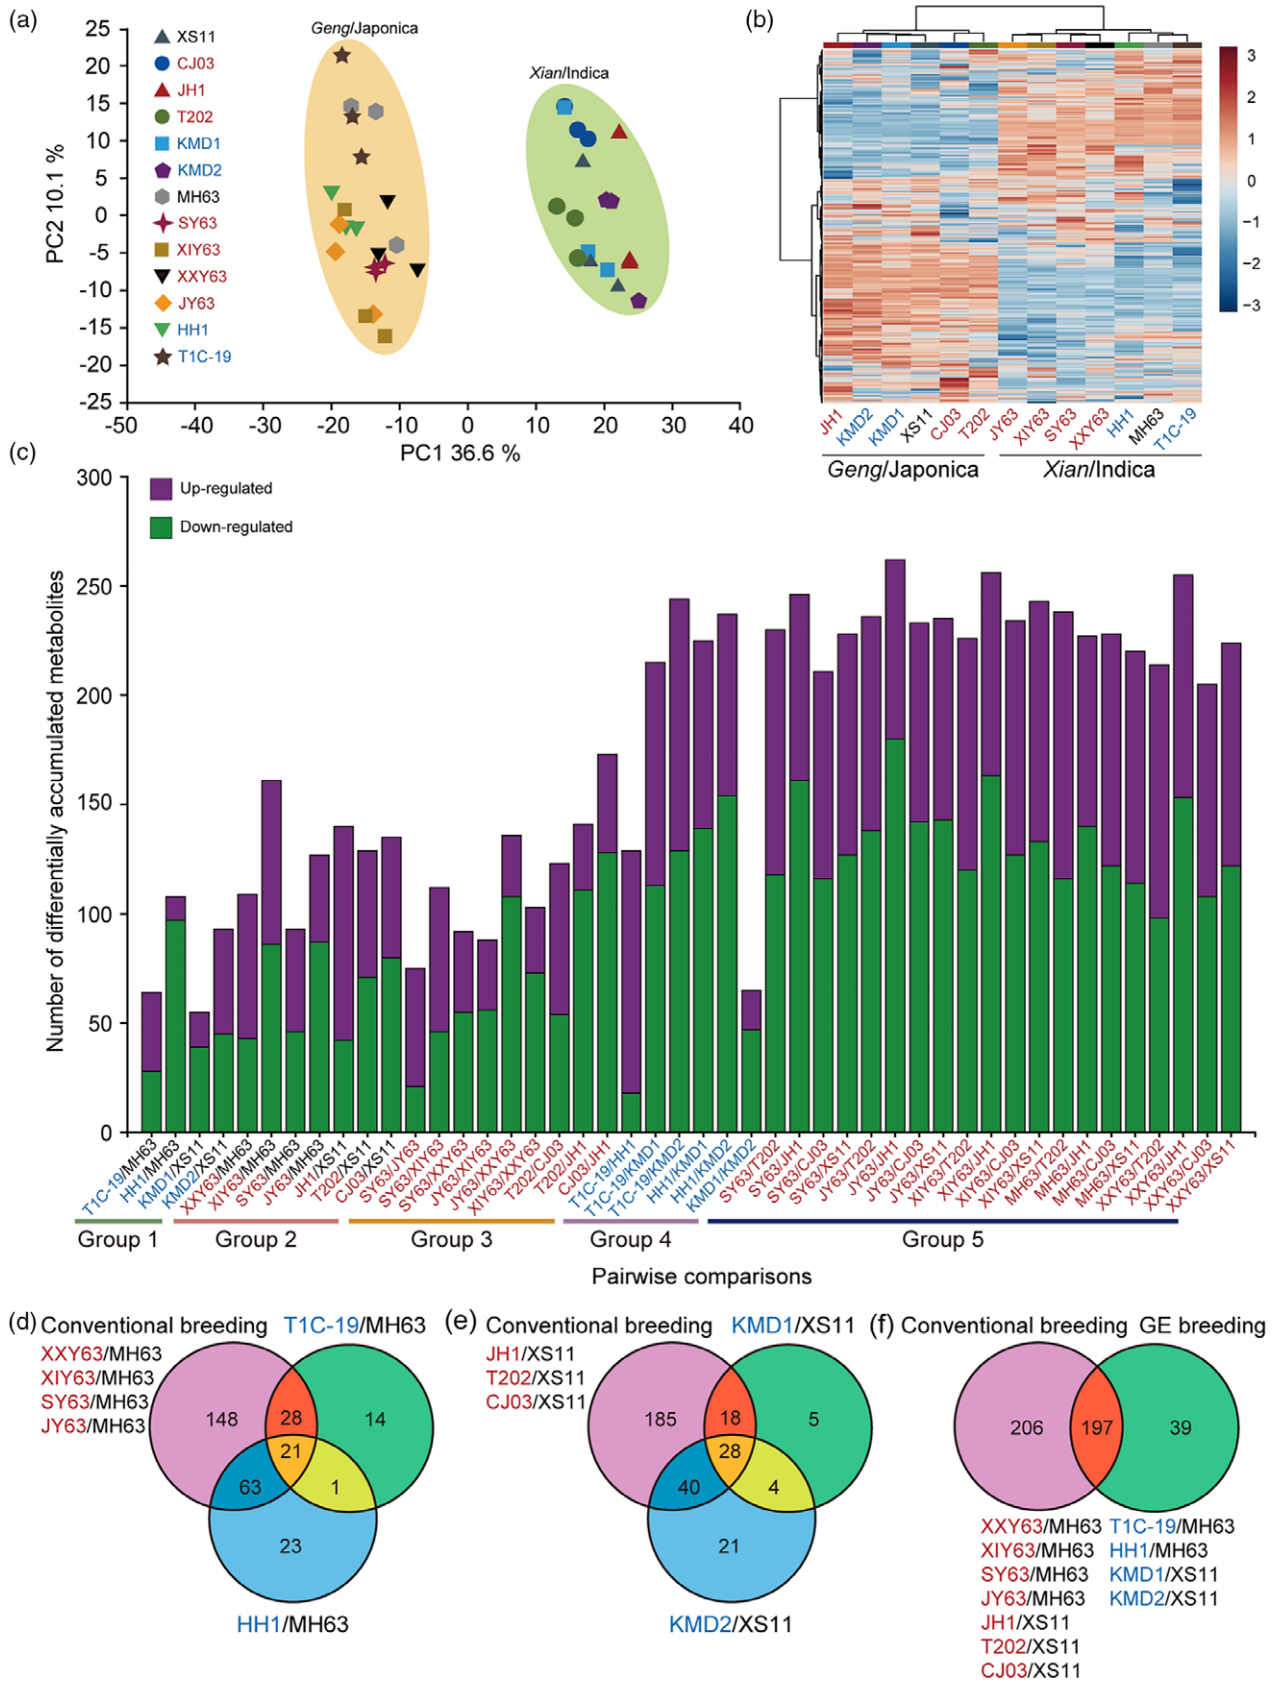 (a)
Geng/Japonica
Xian/Indica
25
20
15
10
5
0
-5
-10
-15
-20
-25
PC2 10.1 %
XS11
CJ03
JH1
T202
KMD1
KMD2
MH63
SY63
XIY63
XXY63
JY63
HH1
T1C-19
-50 -40 -30 -20 -10 0 10 20 30 40
PC1 36.6 %
(b)
3
2
1
0
−1
−2
−3
JH1 KMD2 KMD1 XS11 CJ03 T202 JY63 XIY63 SY63 XXY63 HH1 MH63 T1C-19
Geng/Japonica Xian/Indica
(c)
300
250
200
150
100
50
0
Number of differentially accumulated metabolites
Up-regulated
Down-regulated
T1C-19/MH63
HH1/MH63
KMD1/XS11
KMD2/XS11
XXY63/MH63
XIY63/MH63
SY63/MH63
JY63/MH63
JH1/XS11
T202/XS11
CJ03/XS11
SY63/JY63
SY63/XIY63
SY63/XXY63
JY63/XIY63
JY63/XXY63
XIY63/XXY63
T202/CJ03
T202/JH1
CJ03/JH1
T1C-19/HH1
T1C-19/KMD1
T1C-19/KMD2
HH1/KMD1
HH1/KMD2
KMD1/KMD2
SY63/T202
SY63/JH1
SY63/CJ03
SY63/XS11
JY63/T202
JY63/JH1
JY63/CJ03
JY63/XS11
XIY63/T202
XIY63/JH1
XIY63/CJ03
XIY63/XS11
MH63/T202
MH63/JH1
MH63/CJ03
MH63/XS11
XXY63/T202
XXY63/JH1
XXY63/CJ03
XXY63/XS11
Group 1 Group 2 Group 3 Group 4 Group 5
Pairwise comparisons
(d) Conventional breeding T1C-19/MH63
XXY63/MH63
XIY63/MH63
SY63/MH63
JY63/MH63
148 28 14
21
63 1
23
HH1/MH63
(e) Conventional breeding KMD1/XS11
JH1/XS11
T202/XS11
CJ03/XS11
185 18 5
28
40 4
21
KMD2/XS11
(f) Conventional breeding GE breeding
206 197 39
XXY63/MH63 T1C-19/MH63
XIY63/MH63 HH1/MH63
SY63/MH63 KMD1/XS11
JY63/MH63 KMD2/XS11
JH1/XS11
T202/XS11
CJ03/XS11